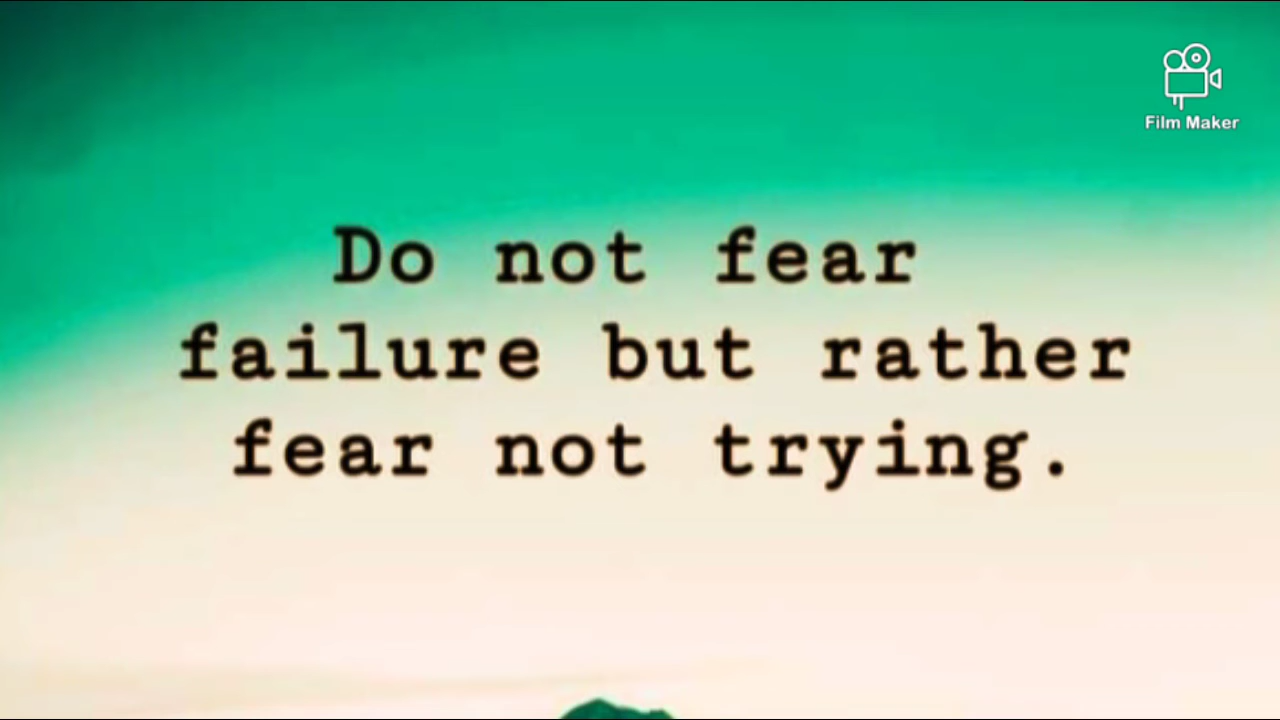 Film Maker
Do not fear
failure but rather
fear not trying.